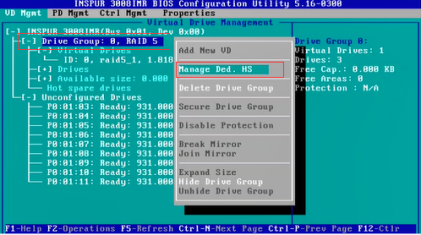 INSPUR 3008IMR BIOS Configuration Utility 5.16-0300
VD Mgmt PD Mgmt Ctrl Mgmt Properties
Virtual Drive Management
[-] INSPUR 3008IMR(Bus 0x01, Dev 0x00)
[-] Drive Group: 0, RAID 5
[-] Virtual Drives
ID: 0, raid5_1, 1.818
[+] Drives
[+] Available size: 0.000
Hot spare drives
[-] Unconfigured Drives
P0:01:03: Ready: 931.000
P0:01:04: Ready: 931.000
P0:01:05: Ready: 931.000
P0:01:06: Ready: 931.000
P0:01:07: Ready: 931.000
P0:01:08: Ready: 931.000
P0:01:09: Ready: 931.000
P0:01:10: Ready: 931.000
P0:01:11: Ready: 931.000
Add New VD
Manage Ded. HS
Delete Drive Group
Secure Drive Group
Disable Protection
Break Mirror
Join Mirror
Expand Size
Hide Drive Group
Unhide Drive Group
Drive Group 0:
Virtual Drives: 1
Drives: 3
Free Cap.: 0.000 KB
Free Areas: 0
Protection : N/A
F1-Help F2-Operations F5-Refresh Ctrl-N-Next Page Ctrl-P-Prev Page F12-Ctlr